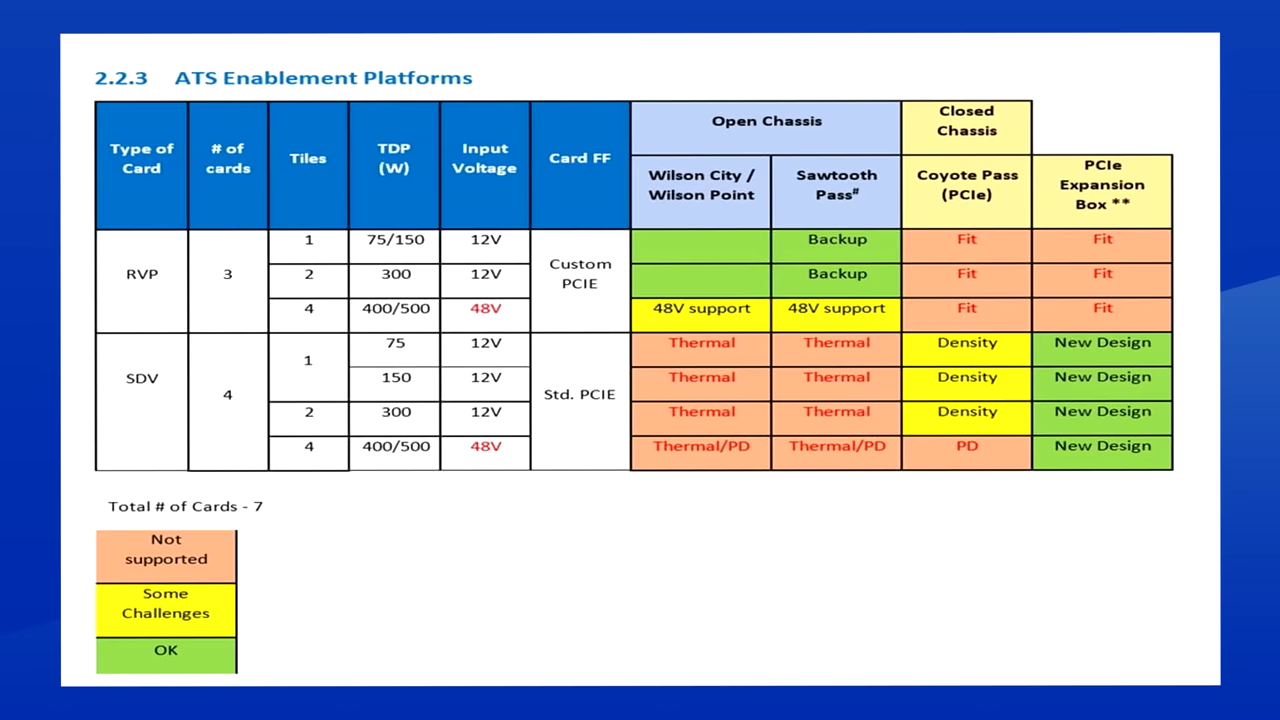 2.2.3 ATS Enablement Platforms
Type of Card
# of cards
Tiles
TDP (W)
Input Voltage
Card FF
Open Chassis
Closed Chassis
Wilson City / Wilson Point
Sawtooth Pass#
Coyote Pass (PCIe)
PCIe Expansion Box **
RVP
3
Custom PCIE
1 75/150 12V Backup Fit Fit
2 300 12V Backup Fit Fit
4 400/500 48V 48V support 48V support Fit Fit
SDV
4
Std. PCIE
1
75 12V Thermal Thermal Density New Design
150 12V Thermal Thermal Density New Design
2 300 12V Thermal Thermal Density New Design
4 400/500 48V Thermal/PD Thermal/PD PD New Design
Total # of Cards - 7
Not
supported
Some
Challenges
OK